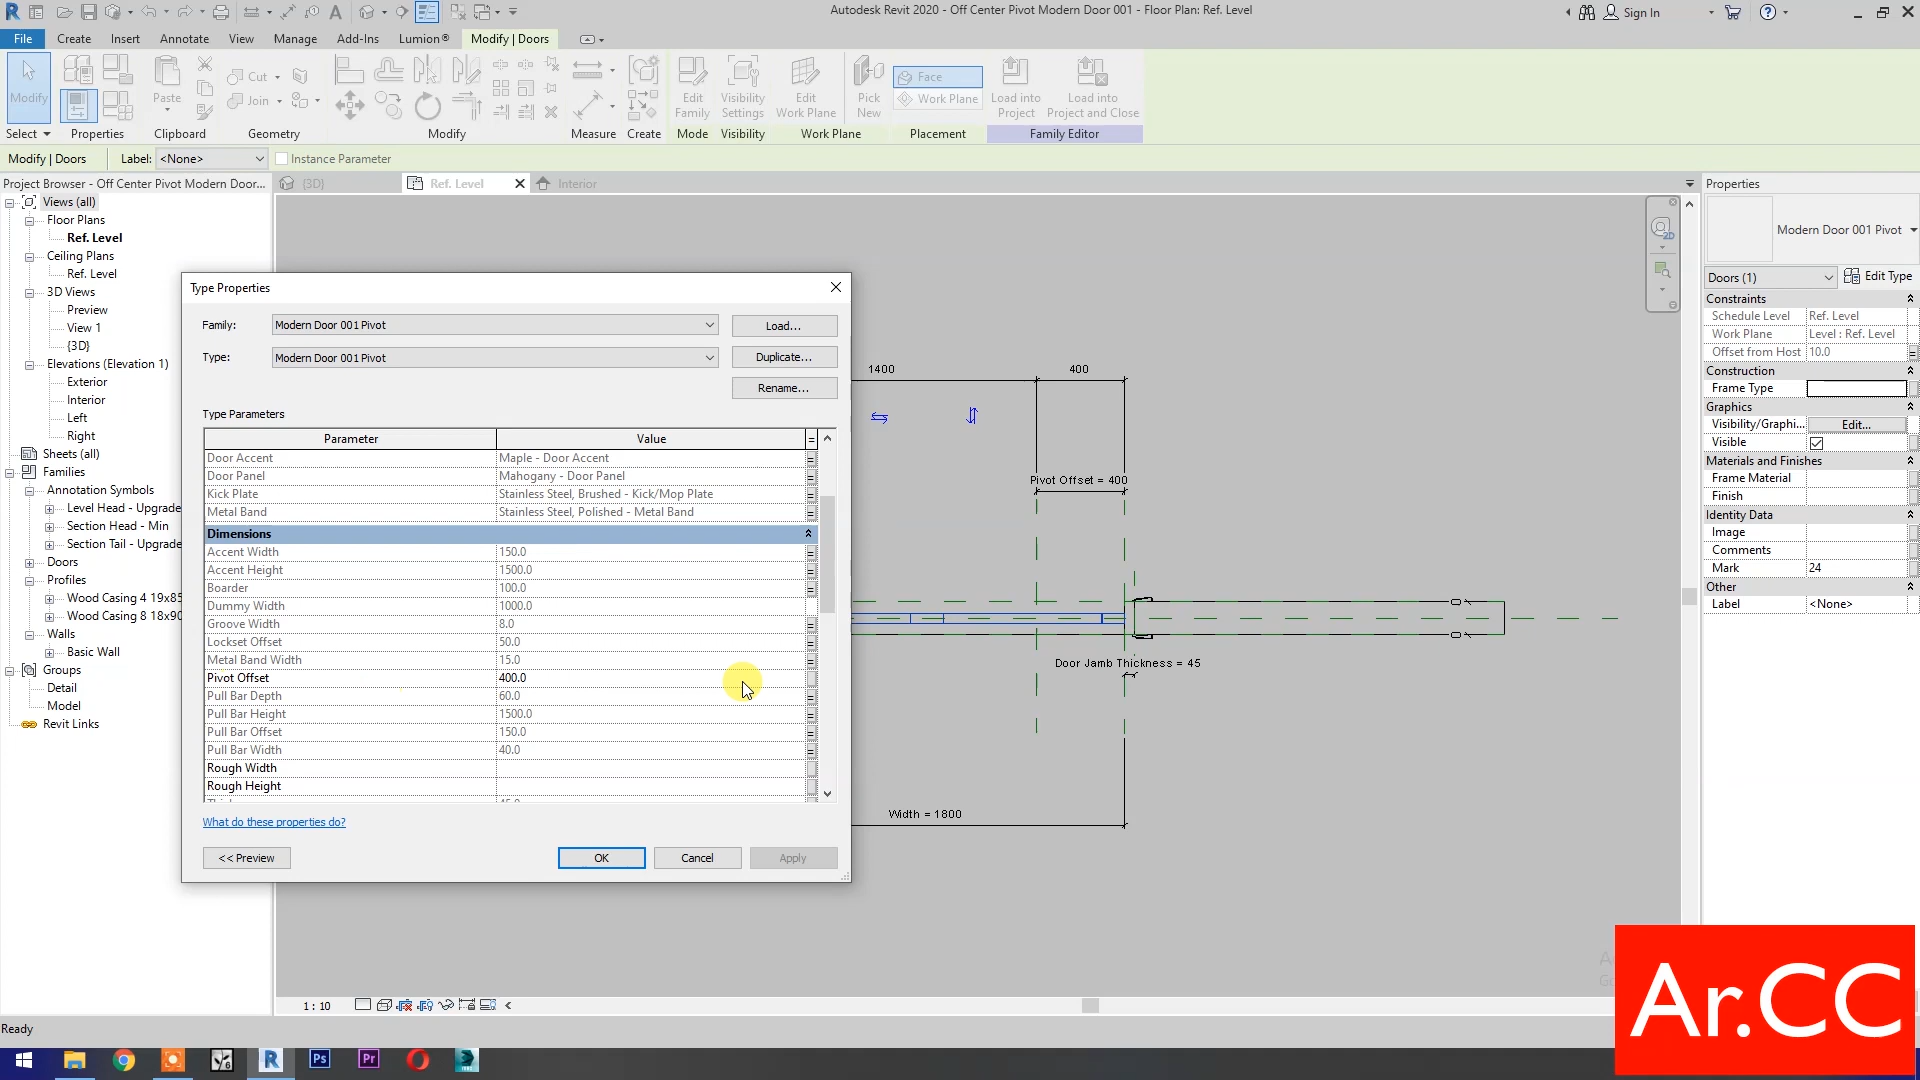 Autodesk Revit 2020 - Off Center Pivot Modern Door 001 - Floor Plan: Ref. Level
Sign In
File Create Insert Annotate View Manage Add-Ins Lumion® Modify | Doors
Modify
Paste
Cut
Join
Edit Family
Visibility Settings
Edit Work Plane
Pick New
Face
Work Plane
Load into Project
Load into Project and Close
Select Properties Clipboard Geometry Modify Measure Create Mode Visibility Work Plane Placement Family Editor
Modify | Doors Label: <None> Instance Parameter
Project Browser - Off Center Pivot Modern Door...
{3D} Ref. Level Interior
Views (all)
Floor Plans
Ref. Level
Ceiling Plans
Ref. Level
3D Views
Preview
View 1
{3D}
Elevations (Elevation 1)
Exterior
Interior
Left
Right
Sheets (all)
Families
Annotation Symbols
Level Head - Upgrade
Section Head - Min
Section Tail - Upgrade
Doors
Profiles
Wood Casing 4 19x85
Wood Casing 8 18x90
Walls
Basic Wall
Groups
Detail
Model
Revit Links
Type Properties
Family: Modern Door 001 Pivot Load...
Type: Modern Door 001 Pivot Duplicate...
Rename...
Type Parameters
Parameter Value =
Door Accent Maple - Door Accent
Door Panel Mahogany - Door Panel
Kick Plate Stainless Steel, Brushed - Kick/Mop Plate
Metal Band Stainless Steel, Polished - Metal Band
Dimensions
Accent Width 150.0
Accent Height 1500.0
Boarder 100.0
Dummy Width 1000.0
Groove Width 8.0
Lockset Offset 50.0
Metal Band Width 15.0
Pivot Offset 400.0
Pull Bar Depth 60.0
Pull Bar Height 1500.0
Pull Bar Offset 150.0
Pull Bar Width 40.0
Rough Width
Rough Height
What do these properties do?
<< Preview OK Cancel Apply
1400 400
Pivot Offset = 400
Door Jamb Thickness = 45
Width = 1800
Properties
Modern Door 001 Pivot
Doors (1) Edit Type
Constraints
Schedule Level Ref. Level
Work Plane Level : Ref. Level
Offset from Host 10.0
Construction
Frame Type
Graphics
Visibility/Graphi... Edit...
Visible
Materials and Finishes
Frame Material
Finish
Identity Data
Image
Comments
Mark 24
Other
Label <None>
1 : 10
Ready
Ar.CC